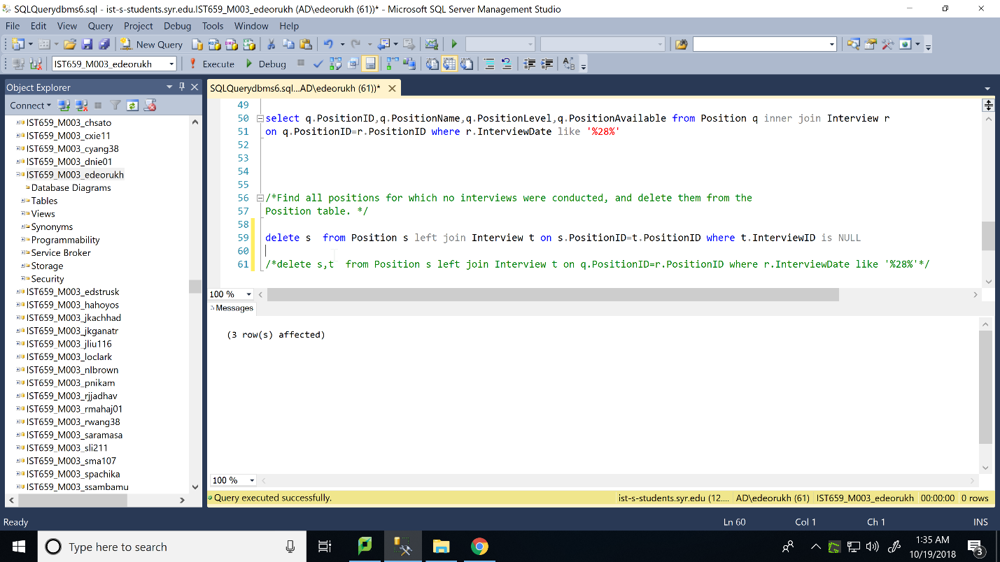 SQLQuerydbms6.sql - ist-s-students.syr.edu.IST659_M003_edeorukh (AD\edeorukh (61))* - Microsoft SQL Server Management Studio
File Edit View Query Project Debug Tools Window Help
New Query
IST659_M003_edeorukh Execute Debug
Object Explorer
Connect
IST659_M003_chsato
IST659_M003_cxie11
IST659_M003_cyang38
IST659_M003_dnie01
IST659_M003_edeorukh
Database Diagrams
Tables
Views
Synonyms
Programmability
Service Broker
Storage
Security
IST659_M003_edstrusk
IST659_M003_hahoyos
IST659_M003_jkachhad
IST659_M003_jkganatr
IST659_M003_jliu116
IST659_M003_loclark
IST659_M003_nlbrown
IST659_M003_pnikam
IST659_M003_rjjadhav
IST659_M003_rmahaj01
IST659_M003_rwang38
IST659_M003_saramasa
IST659_M003_sli211
IST659_M003_sma107
IST659_M003_spachika
IST659_M003_ssambamu
SQLQuerydbms6.sql...AD\edeorukh (61))*
49
50 select q.PositionID,q.PositionName,q.PositionLevel,q.PositionAvailable from Position q inner join Interview r
51 on q.PositionID=r.PositionID where r.InterviewDate like '%28%'
52
53
54
55
56 /*Find all positions for which no interviews were conducted, and delete them from the
57 Position table. */
58
59 delete s  from Position s left join Interview t on s.PositionID=t.PositionID where t.InterviewID is NULL
60
61 /*delete s,t  from Position s left join Interview t on q.PositionID=r.PositionID where r.InterviewDate like '%28%'*/
100 %
Messages
(3 row(s) affected)
100 %
Query executed successfully. ist-s-students.syr.edu (12.... AD\edeorukh (61) IST659_M003_edeorukh 00:00:00 0 rows
Ready Ln 60 Col 1 Ch 1 INS
Type here to search
1:35 AM
10/19/2018
3